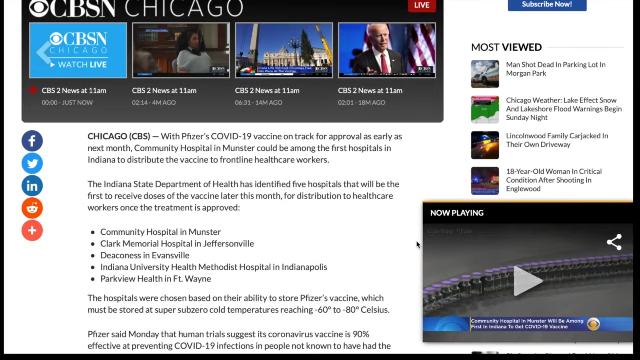 CBSN CHICAGO
LIVE
Subscribe Now!
CBSN
CHICAGO
WATCH LIVE
CBS 2 News at 11am
00:00 - JUST NOW
CBS 2 News at 11am
02:14 - 4M AGO
CBS 2 News at 11am
06:31 - 14M AGO
CBS 2 News at 11am
02:01 - 18M AGO
CHICAGO (CBS) — With Pfizer's COVID-19 vaccine on track for approval as early as
next month, Community Hospital in Munster could be among the first hospitals in
Indiana to distribute the vaccine to frontline healthcare workers.
The Indiana State Department of Health has identified five hospitals that will be the
first to receive doses of the vaccine later this month, for distribution to healthcare
workers once the treatment is approved:
• Community Hospital in Munster
• Clark Memorial Hospital in Jeffersonville
• Deaconess in Evansville
• Indiana University Health Methodist Hospital in Indianapolis
• Parkview Health in Ft. Wayne
The hospitals were chosen based on their ability to store Pfizer's vaccine, which
must be stored at super subzero cold temperatures reaching -60° to -80° Celsius.
Pfizer said Monday that human trials suggest its coronavirus vaccine is 90%
effective at preventing COVID-19 infections in people not known to have had the
MOST VIEWED
Man Shot Dead In Parking Lot In
Morgan Park
Chicago Weather: Lake Effect Snow
And Lakeshore Flood Warnings Begin
Sunday Night
Lincolnwood Family Carjacked In
Their Own Driveway
18-Year-Old Woman In Critical
Condition After Shooting In
Englewood
NOW PLAYING
Community Hospital in Munster Will Be Among
First In Indiana To Get COVID-19 Vaccine